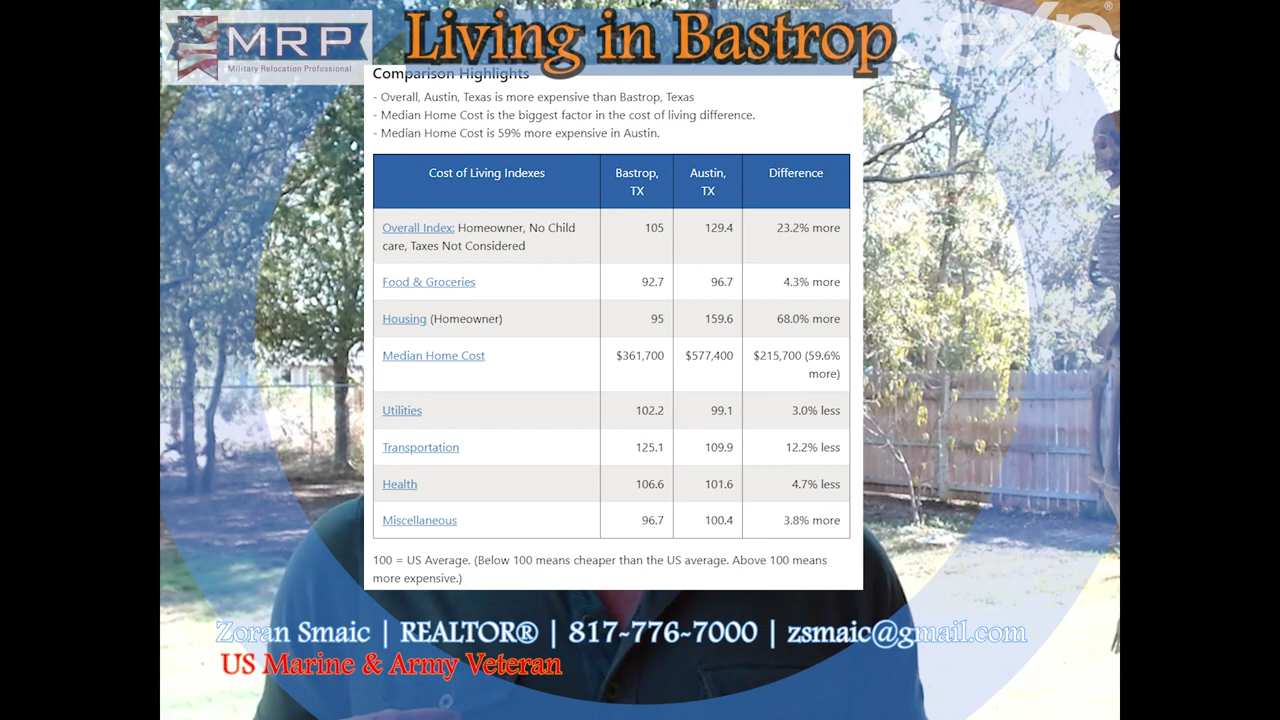 MRP
Military Relocation Professional
Living in Bastrop
eXp®
Comparison Highlights
- Overall, Austin, Texas is more expensive than Bastrop, Texas
- Median Home Cost is the biggest factor in the cost of living difference.
- Median Home Cost is 59% more expensive in Austin.
Cost of Living Indexes Bastrop, TX Austin, TX Difference
Overall Index: Homeowner, No Child care, Taxes Not Considered 105 129.4 23.2% more
Food & Groceries 92.7 96.7 4.3% more
Housing (Homeowner) 95 159.6 68.0% more
Median Home Cost $361,700 $577,400 $215,700 (59.6% more)
Utilities 102.2 99.1 3.0% less
Transportation 125.1 109.9 12.2% less
Health 106.6 101.6 4.7% less
Miscellaneous 96.7 100.4 3.8% more
100 = US Average. (Below 100 means cheaper than the US average. Above 100 means
more expensive.)
Zoran Smaic | REALTOR® | 817-776-7000 | zsmaic@gmail.com
US Marine & Army Veteran